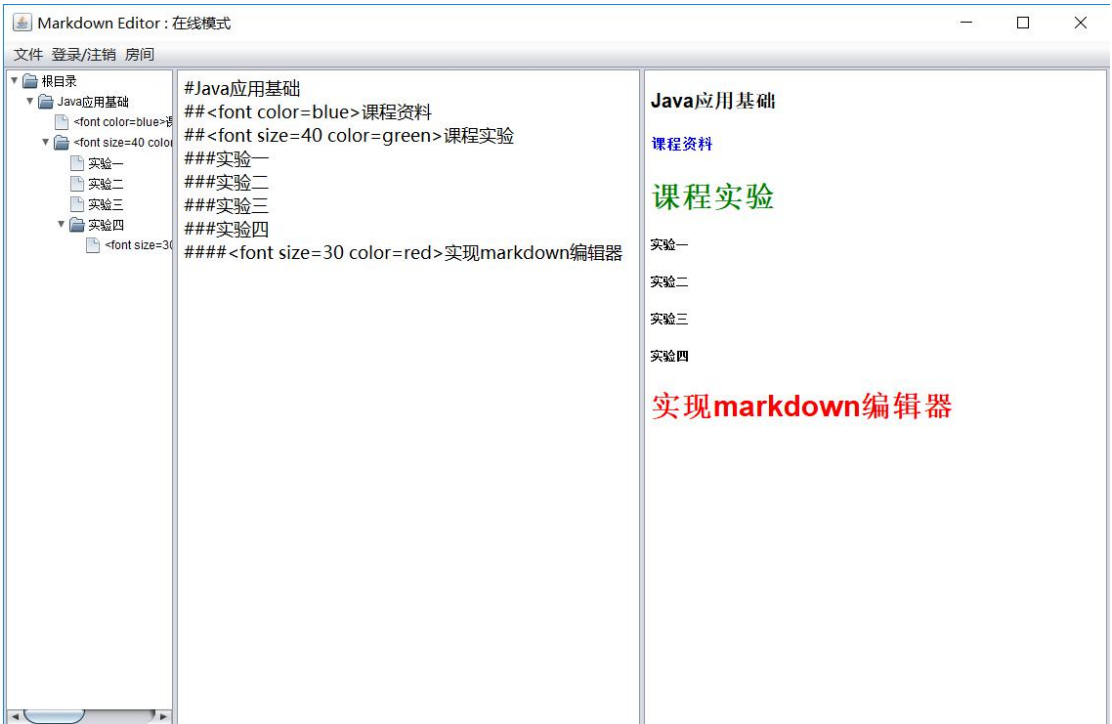 Markdown Editor : 在线模式
文件 登录/注销 房间
根目录
Java应用基础
<font color=blue>课
<font size=40 color
实验一
实验二
实验三
实验四
<font size=30
#Java应用基础
##<font color=blue>课程资料
##<font size=40 color=green>课程实验
###实验一
###实验二
###实验三
###实验四
####<font size=30 color=red>实现markdown编辑器
Java应用基础
课程资料
课程实验
实验一
实验二
实验三
实验四
实现markdown编辑器